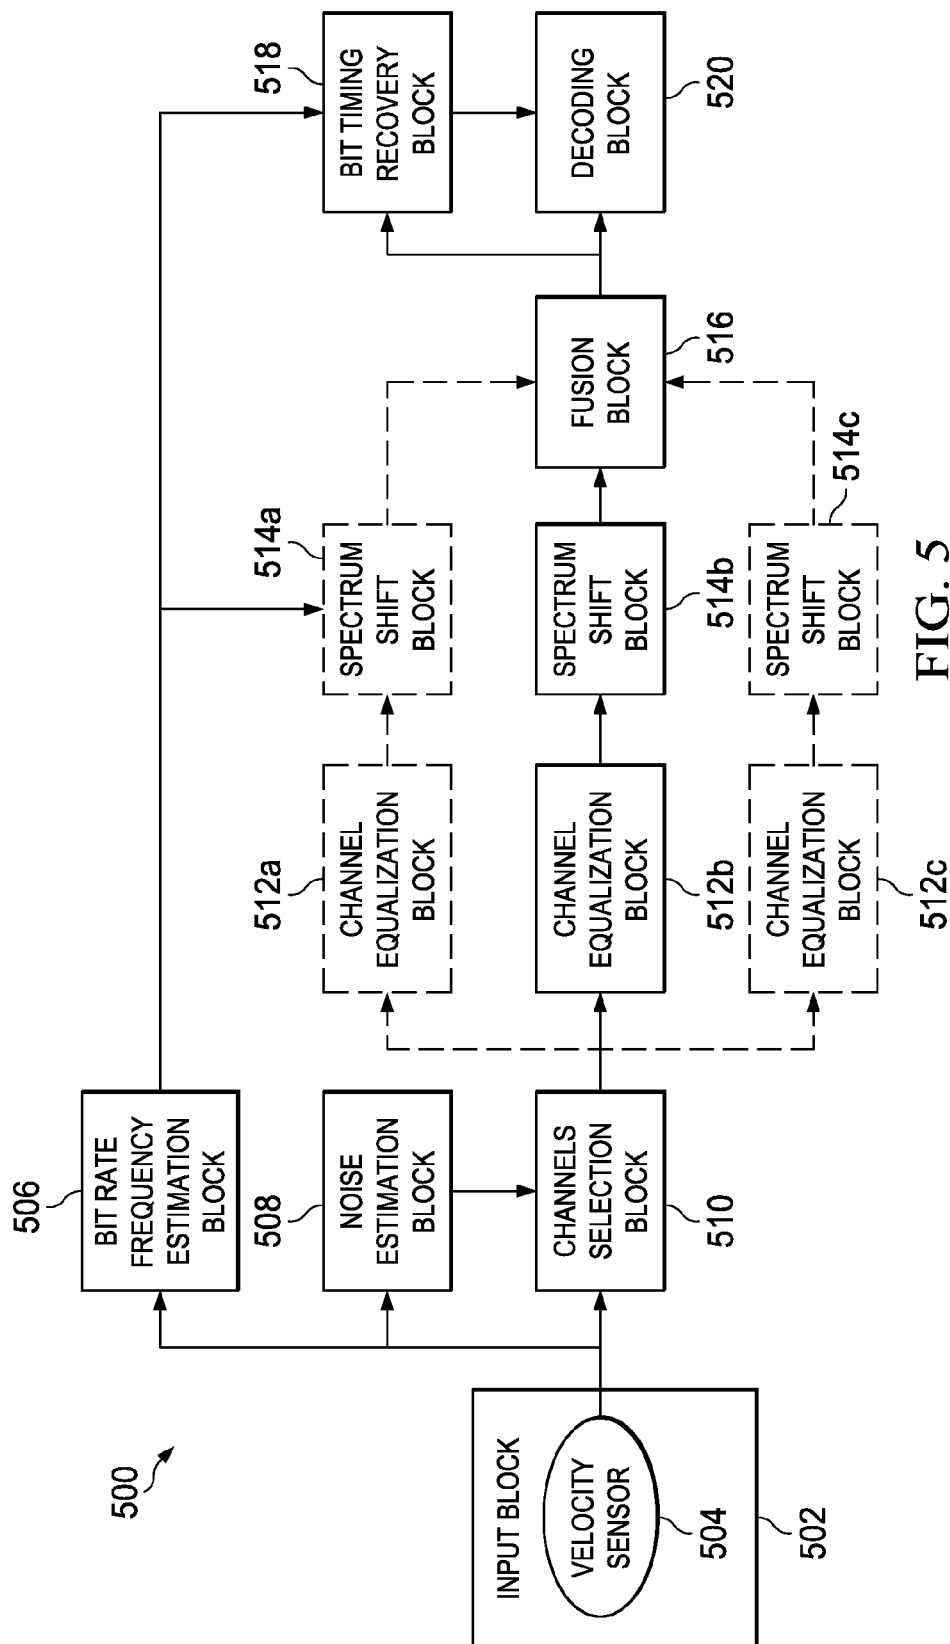 500
INPUT BLOCK
VELOCITY
SENSOR
504
502
506
BIT RATE
FREQUENCY
ESTIMATION
BLOCK
508
NOISE
ESTIMATION
BLOCK
CHANNELS
SELECTION
BLOCK
510
512a
CHANNEL
EQUALIZATION
BLOCK
CHANNEL
EQUALIZATION
BLOCK
512b
CHANNEL
EQUALIZATION
BLOCK
512c
514a
SPECTRUM
SHIFT
BLOCK
SPECTRUM
SHIFT
BLOCK
514b
514c
SPECTRUM
SHIFT
BLOCK
FUSION
BLOCK
516
518
BIT TIMING
RECOVERY
BLOCK
DECODING
BLOCK
520
FIG. 5